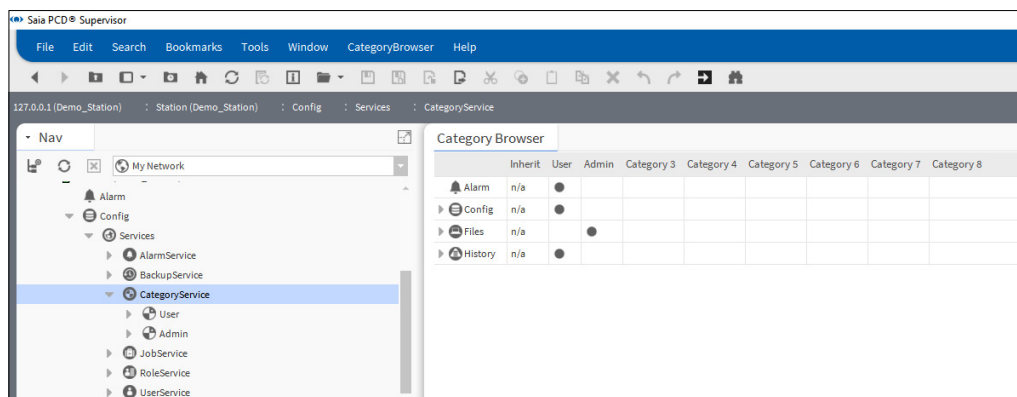 Saia PCD® Supervisor
File Edit Search Bookmarks Tools Window CategoryBrowser Help
127.0.0.1 (Demo_Station) : Station (Demo_Station) : Config : Services : CategoryService
Nav
My Network
Alarm
Config
Services
AlarmService
BackupService
CategoryService
User
Admin
JobService
RoleService
UserService
Category Browser
Inherit User Admin Category 3 Category 4 Category 5 Category 6 Category 7 Category 8
Alarm n/a
Config n/a
Files n/a
History n/a